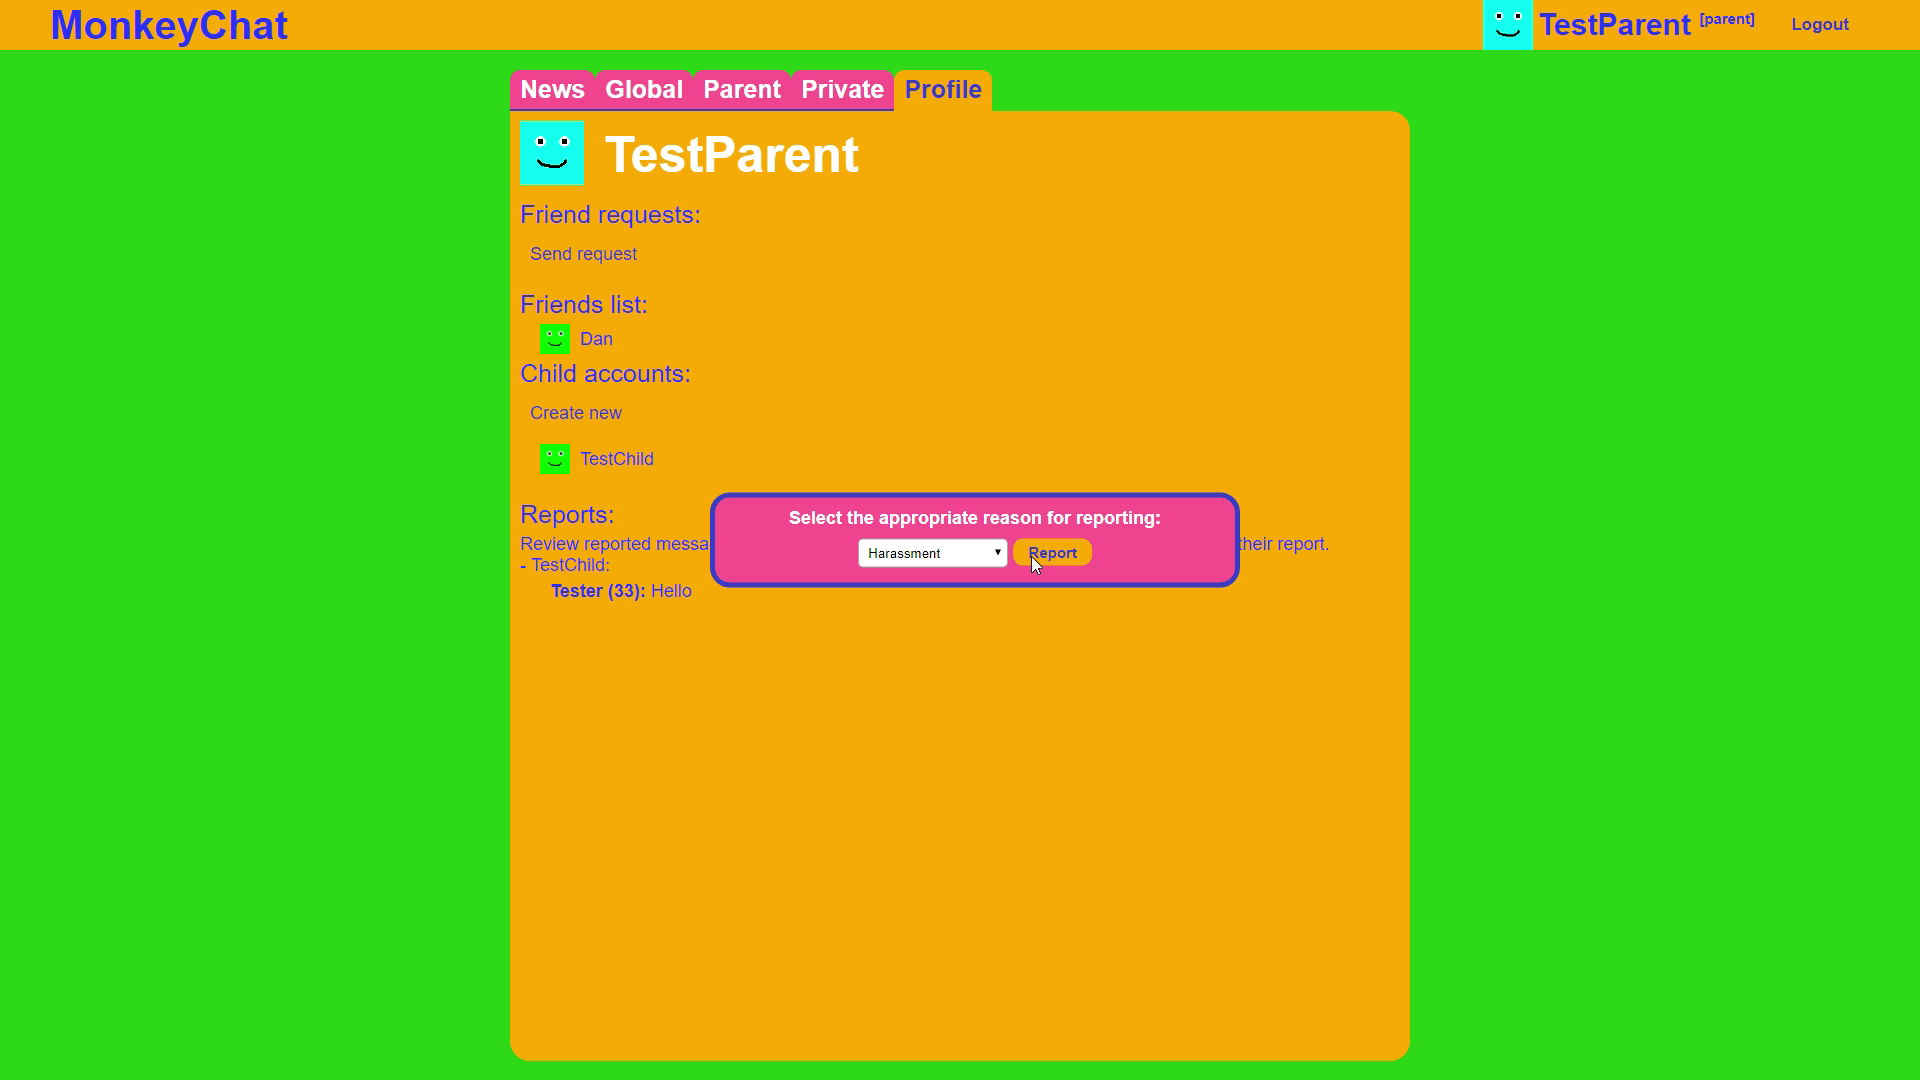 MonkeyChat
TestParent [parent] Logout
News Global Parent Private Profile
TestParent
Friend requests:
Send request
Friends list:
Dan
Child accounts:
Create new
TestChild
Reports:
Select the appropriate reason for reporting:
Review reported their report.
Harassment Report
- TestChild:
Tester (33): Hello